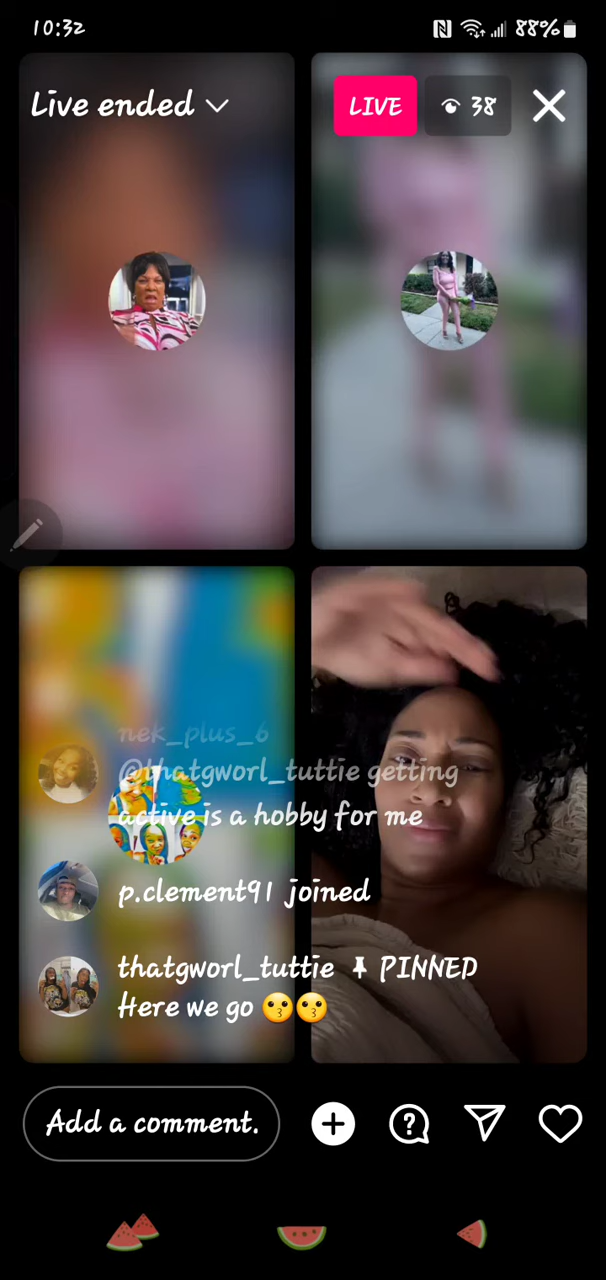 10:32
88%
Live ended
LIVE
38
nek_plus_6
@thatgworl_tuttie getting
active is a hobby for me
p.clement91 joined
thatgworl_tuttie PINNED
Here we go 😗😗
Add a comment.